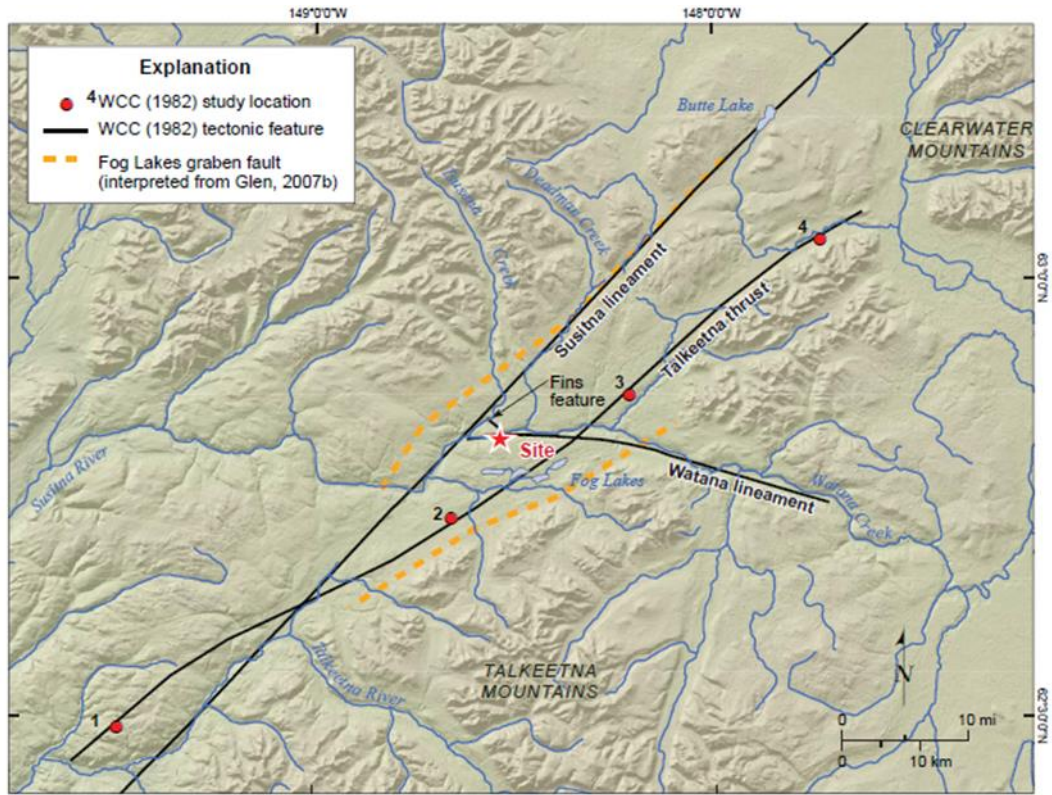 149°0'0"W
148°0'0"W
Explanation
4 WCC (1982) study location
WCC (1982) tectonic feature
Fog Lakes graben fault
(interpreted from Glen, 2007b)
Butte Lake
CLEARWATER
MOUNTAINS
Tsusena
Creek
Deadman Creek
4
63°0'0"N
Susitna lineament
Talkeetna thrust
3
Fins
feature
Site
Susitna River
Fog Lakes
Watana lineament
Watana
Creek
2
Talkeetna River
TALKEETNA
MOUNTAINS
N
1
62°30'0"N
0 10 mi
0 10 km